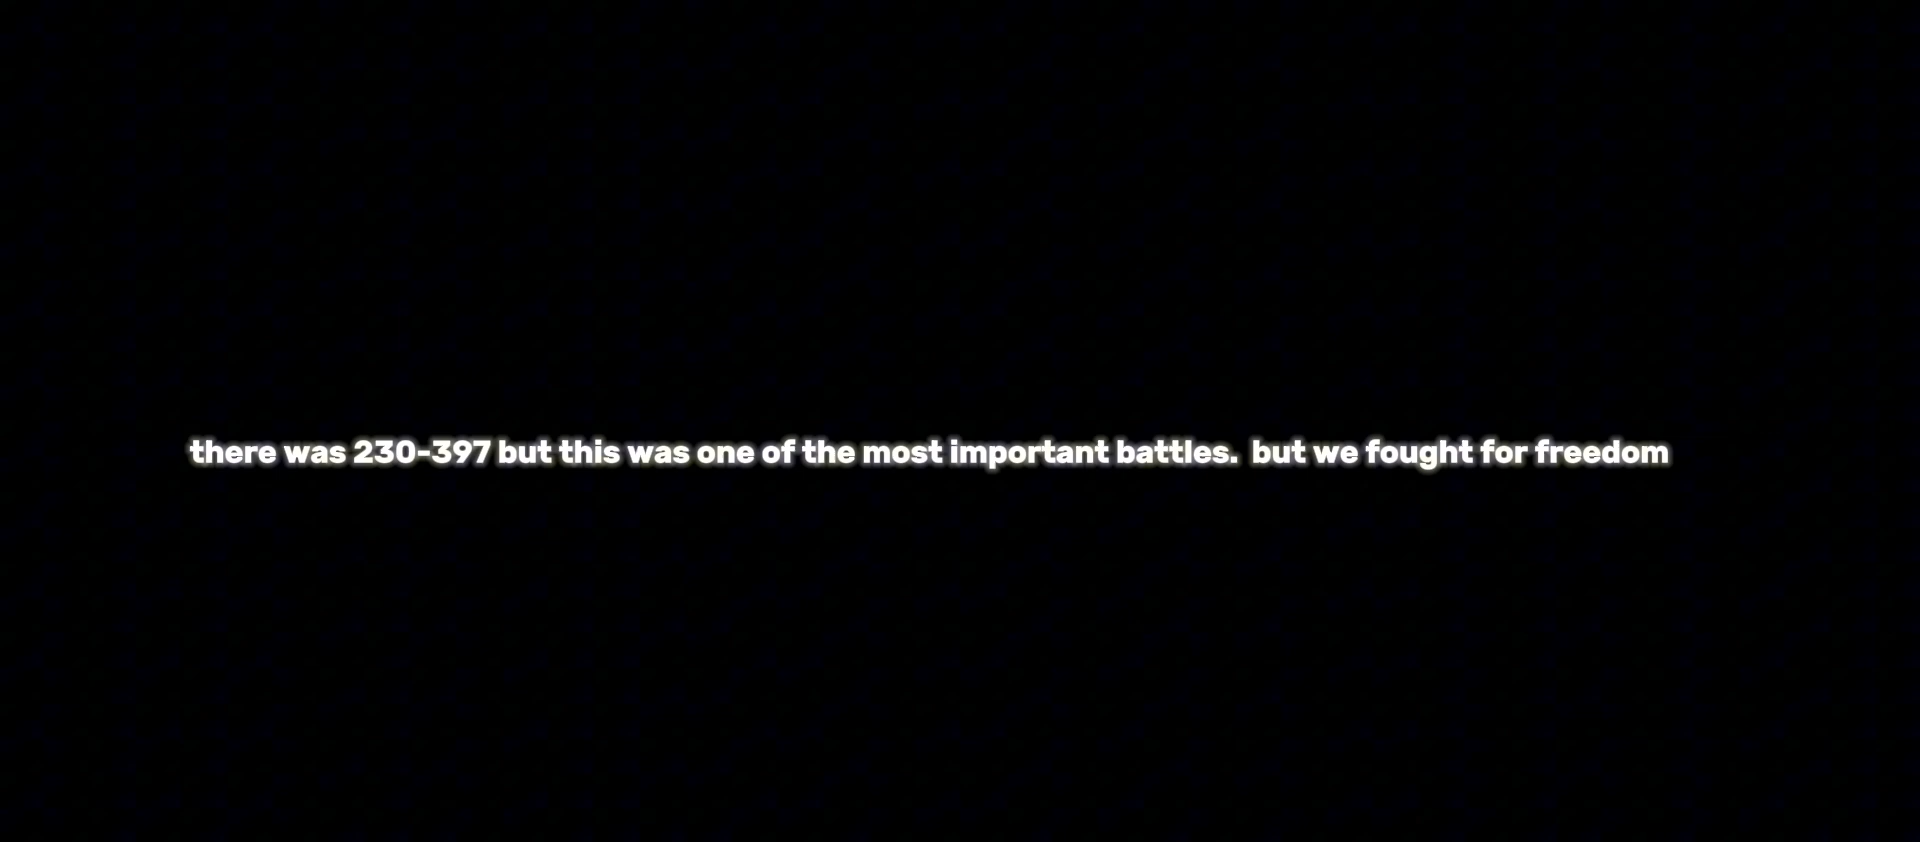 there was 230-397 but this was one of the most important battles.  but we fought for freedom